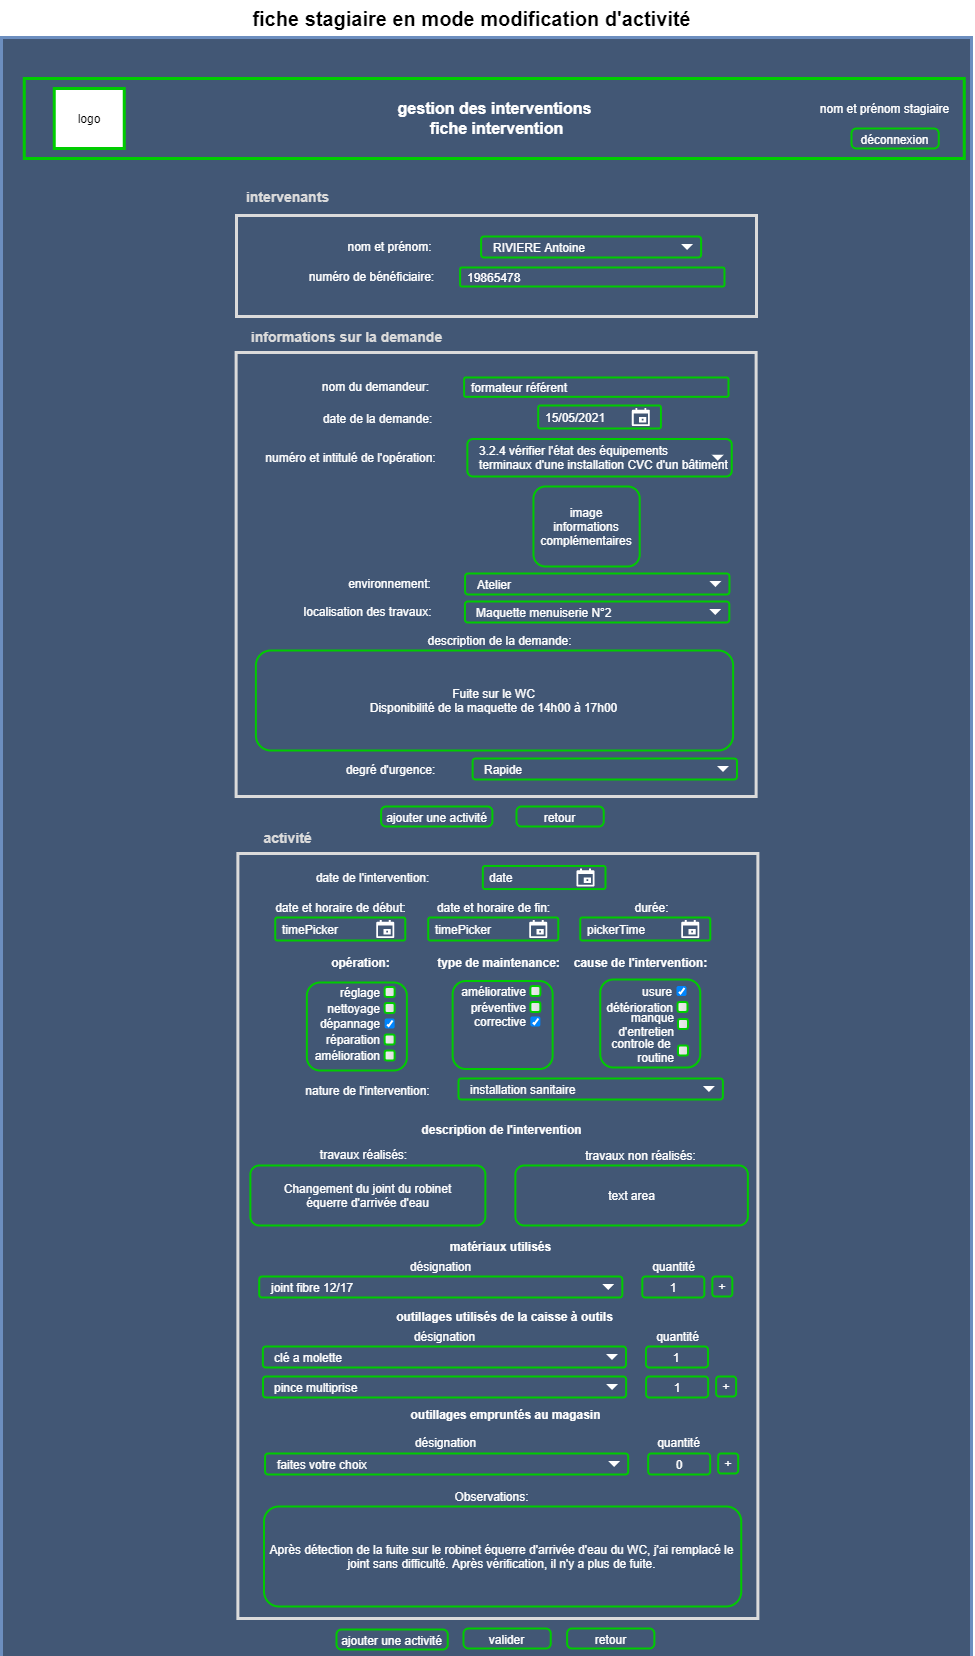 fiche stagiaire en mode modification d'activité
logo
gestion des interventions
fiche intervention
nom et prénom stagiaire
déconnexion
intervenants
nom et prénom: RIVIERE Antoine
numéro de bénéficiaire: 19865478
informations sur la demande
nom du demandeur: formateur référent
date de la demande: 15/05/2021
numéro et intitulé de l'opération: 3.2.4 vérifier l'état des équipements
terminaux d'une installation CVC d'un bâtiment
image
informations
complémentaires
environnement: Atelier
localisation des travaux: Maquette menuiserie N°2
description de la demande:
Fuite sur le WC
Disponibilité de la maquette de 14h00 à 17h00
degré d'urgence: Rapide
ajouter une activité retour
activité
date de l'intervention: date
date et horaire de début: date et horaire de fin: durée:
timePicker timePicker pickerTime
opération: type de maintenance: cause de l'intervention:
réglage
nettoyage
dépannage
réparation
amélioration
améliorative
préventive
corrective
usure
détérioration
manque
d'entretien
controle de
routine
nature de l'intervention: installation sanitaire
description de l'intervention
travaux réalisés: travaux non réalisés:
Changement du joint du robinet
équerre d'arrivée d'eau
text area
matériaux utilisés
désignation quantité
joint fibre 12/17 1 +
outillages utilisés de la caisse à outils
désignation quantité
clé a molette 1
pince multiprise 1 +
outillages empruntés au magasin
désignation quantité
faites votre choix 0 +
Observations:
Après détection de la fuite sur le robinet équerre d'arrivée d'eau du WC, j'ai remplacé le
joint sans difficulté. Après vérification, il n'y a plus de fuite.
ajouter une activité valider retour